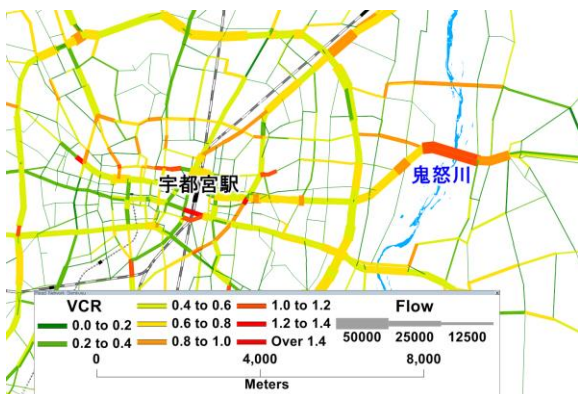 宇都宮駅
鬼怒川
VCR
0.0 to 0.2
0.2 to 0.4
0.4 to 0.6
0.6 to 0.8
0.8 to 1.0
1.0 to 1.2
1.2 to 1.4
Over 1.4
Flow
50000 25000 12500
0 4,000 8,000
Meters